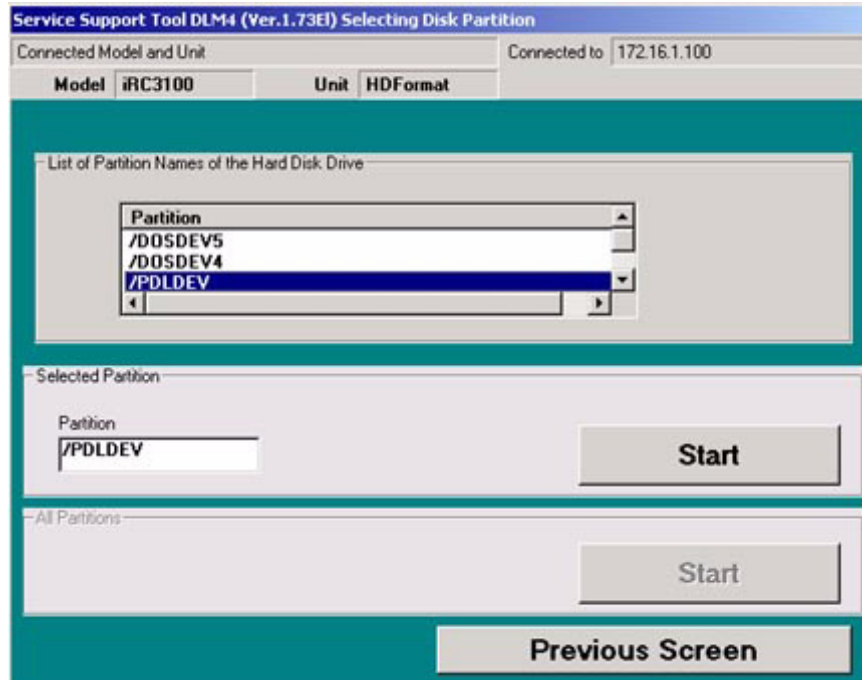 Service Support Tool DLM4 (Ver.1.73El) Selecting Disk Partition
Connected Model and Unit Connected to 172.16.1.100
Model iRC3100 Unit HDFormat
List of Partition Names of the Hard Disk Drive
Partition
/DOSDEV5
/DOSDEV4
/PDLDEV
Selected Partition
Partition
/PDLDEV
Start
All Partitions
Start
Previous Screen